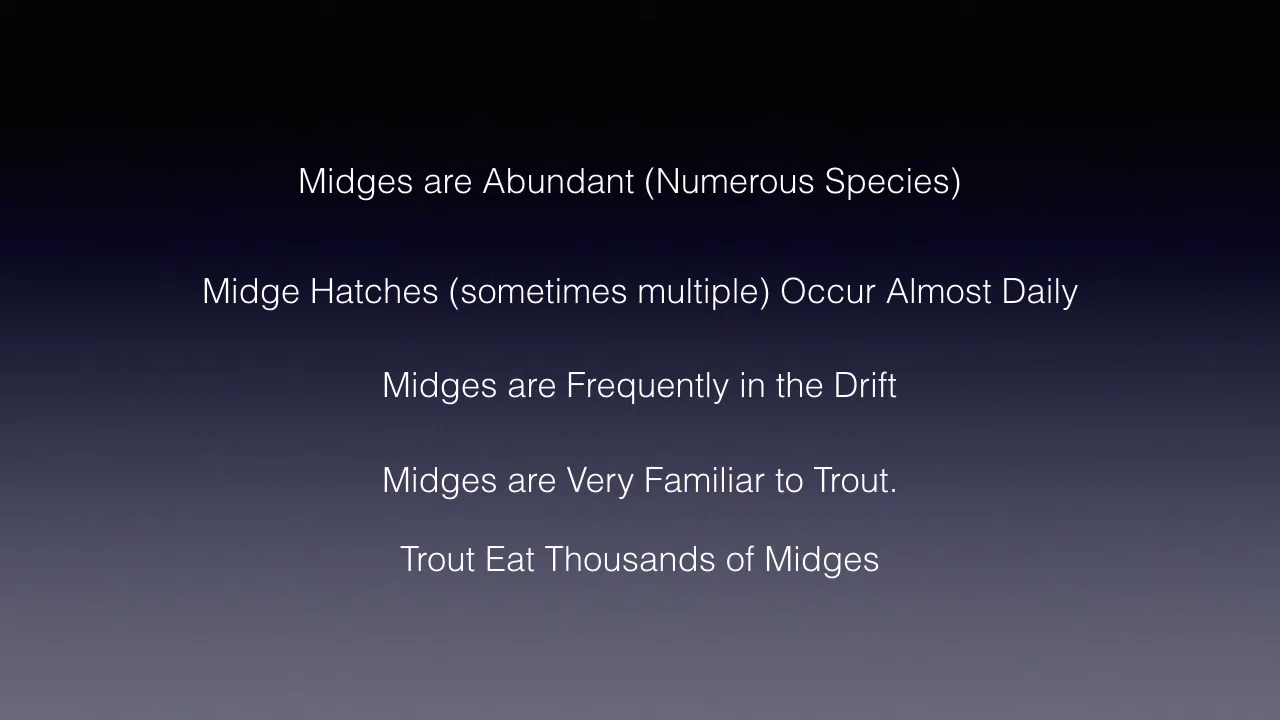 Midges are Abundant (Numerous Species)
Midge Hatches (sometimes multiple) Occur Almost Daily
Midges are Frequently in the Drift
Midges are Very Familiar to Trout.
Trout Eat Thousands of Midges